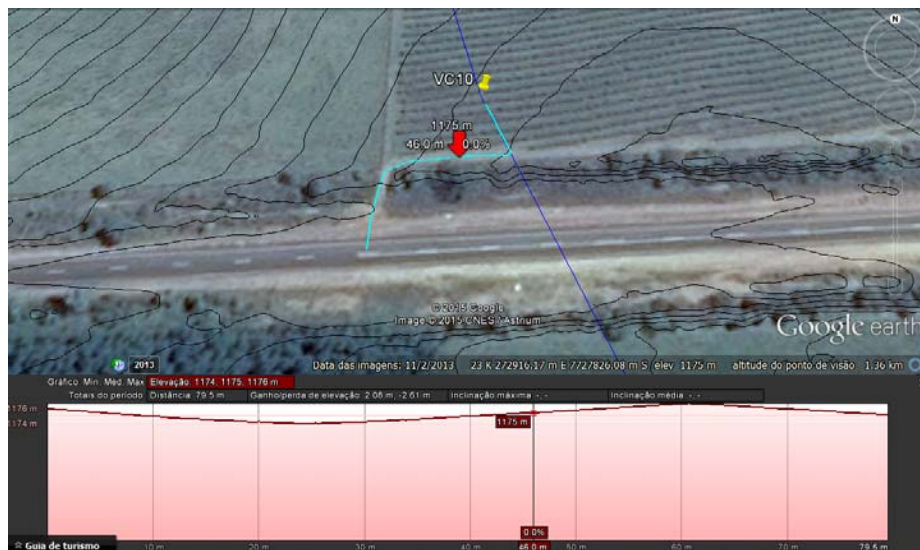 N
VC10
1175 m
46.0 m 0.0%
© 2015 Google
Image © 2015 CNES / Astrium
Google earth
2013
Data das imagens: 11/2/2013 23 K 272916.17 m E 7727826.08 m S elev 1175 m altitude do ponto de visão 1.36 km
Gráfico: Mín, Méd, Máx Elevação: 1174, 1175, 1176 m
Totais do período: Distância: 79.5 m Ganho/perda de elevação: 2.08 m, -2.61 m Inclinação máxima: -, - Inclinação média: -, -
1176 m
1174 m
1175 m
0.0%
Guia de turismo
10 m 20 m 30 m 46.0 m 50 m 60 m 70 m 79.5 m